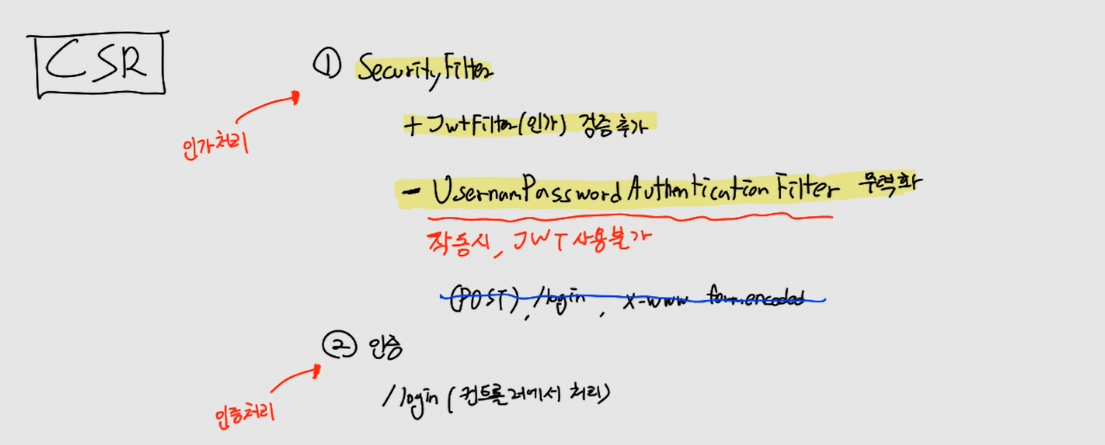 CSR
① SecurityFilter
인가처리
+ JwtFilter(인가) 검증 추가
- UsernamPasswordAuthenticationFilter 무력화
작동시, JWT 사용불가
(POST), /login, x-www form.encoded
② 인증
인증처리
/login (컨트롤러에서 처리)